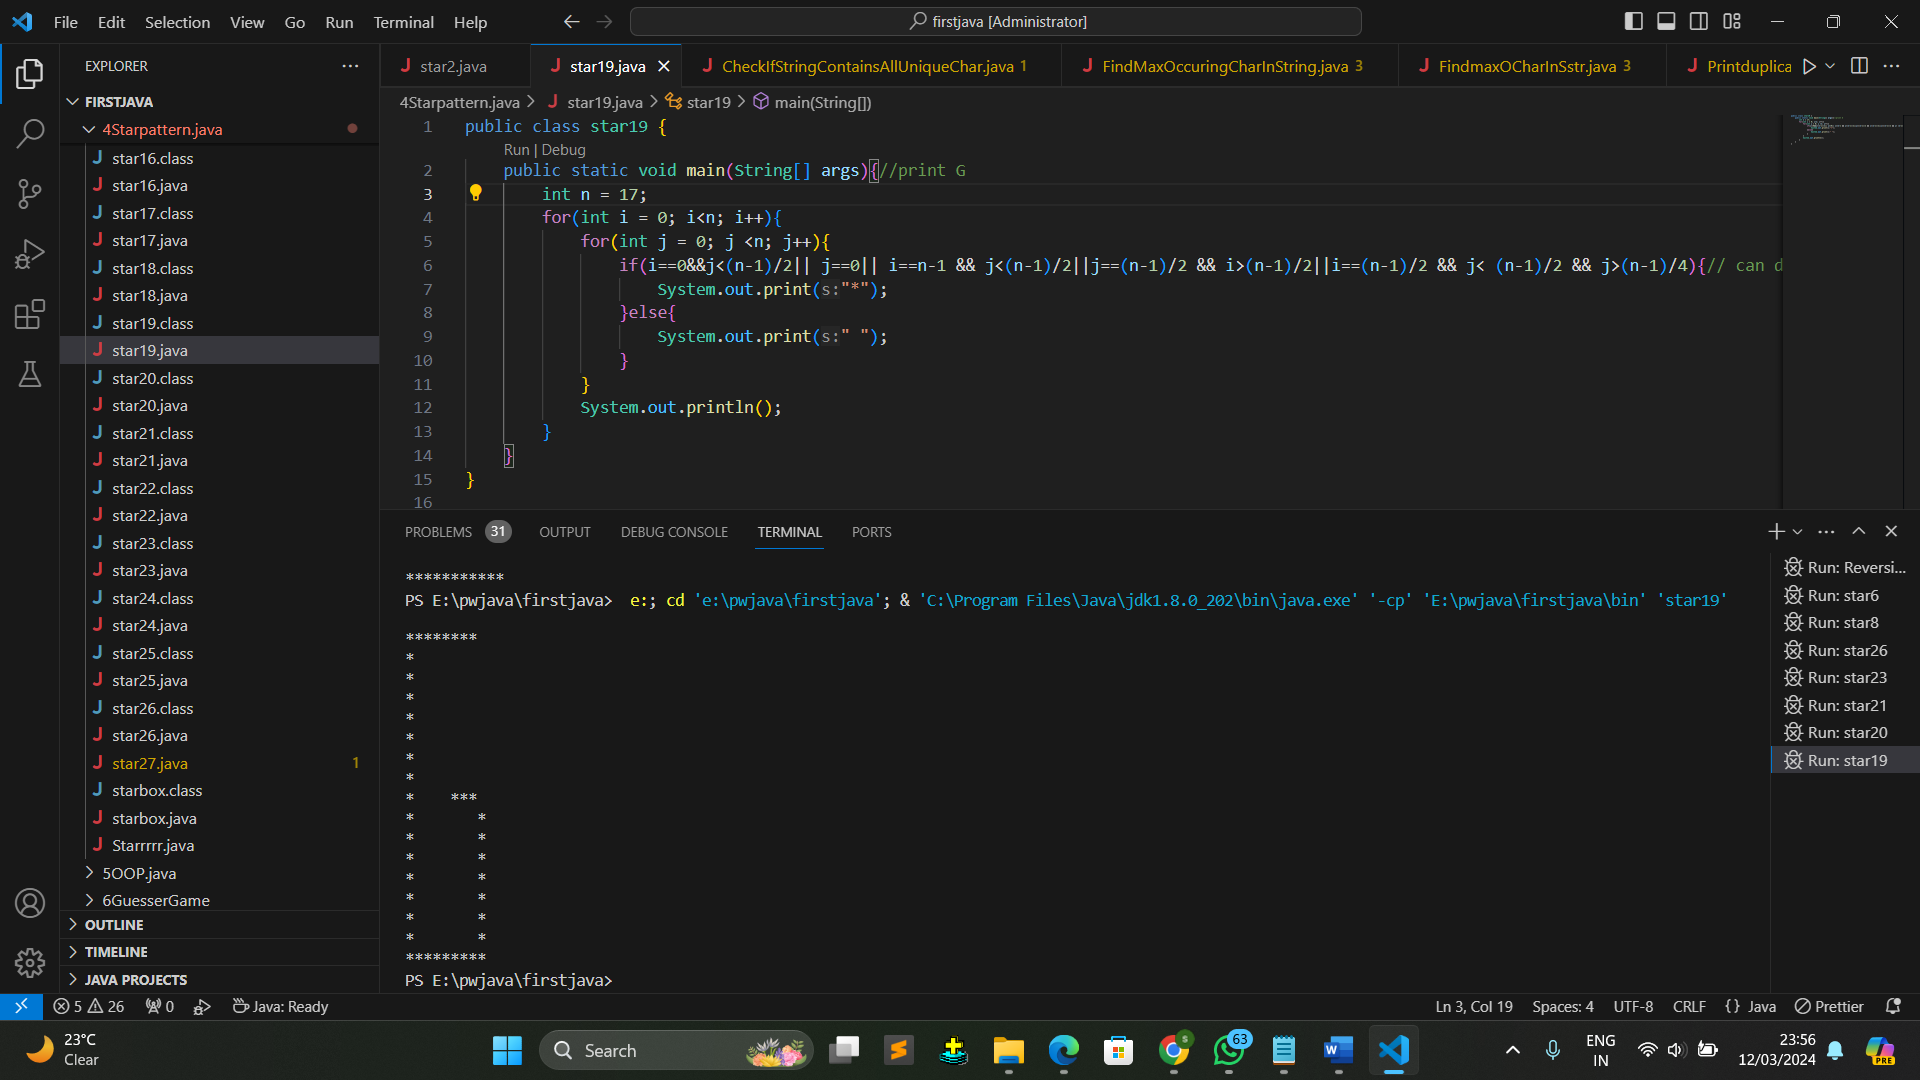 File Edit Selection View Go Run Terminal Help
firstjava [Administrator]
EXPLORER
FIRSTJAVA
4Starpattern.java
star16.class
star16.java
star17.class
star17.java
star18.class
star18.java
star19.class
star19.java
star20.class
star20.java
star21.class
star21.java
star22.class
star22.java
star23.class
star23.java
star24.class
star24.java
star25.class
star25.java
star26.class
star26.java
star27.java 1
starbox.class
starbox.java
Starrrrr.java
5OOP.java
6GuesserGame
OUTLINE
TIMELINE
JAVA PROJECTS
star2.java star19.java CheckIfStringContainsAllUniqueChar.java 1 FindMaxOccuringCharInString.java 3 FindmaxOCharInSstr.java 3 Printduplica
4Starpattern.java > star19.java > star19 > main(String[])
1 public class star19 {
Run | Debug
2 public static void main(String[] args){//print G
3 int n = 17;
4 for(int i = 0; i<n; i++){
5 for(int j = 0; j <n; j++){
6 if(i==0&&j<(n-1)/2|| j==0|| i==n-1 && j<(n-1)/2||j==(n-1)/2 && i>(n-1)/2||i==(n-1)/2 && j< (n-1)/2 && j>(n-1)/4){// can d
7 System.out.print(s:"*");
8 }else{
9 System.out.print(s:" ");
10 }
11 }
12 System.out.println();
13 }
14 }
15 }
16
PROBLEMS 31 OUTPUT DEBUG CONSOLE TERMINAL PORTS
***********
PS E:\pwjava\firstjava> e:; cd 'e:\pwjava\firstjava'; & 'C:\Program Files\Java\jdk1.8.0_202\bin\java.exe' '-cp' 'E:\pwjava\firstjava\bin' 'star19'
********
*
*
*
*
*
*
*
*    ***
*       *
*       *
*       *
*       *
*       *
*       *
*       *
*********
PS E:\pwjava\firstjava>
Run: Reversi...
Run: star6
Run: star8
Run: star26
Run: star23
Run: star21
Run: star20
Run: star19
5 26 0 Java: Ready Ln 3, Col 19 Spaces: 4 UTF-8 CRLF {} Java Prettier
23°C
Clear
Search
63
PRE
ENG
IN
23:56
12/03/2024